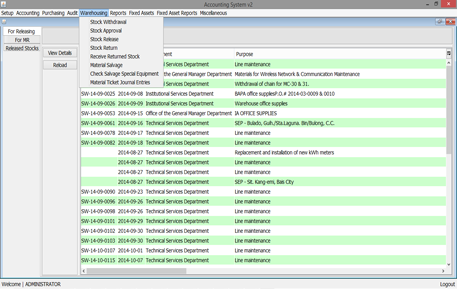 Accounting System v2
Setup Accounting Purchasing Audit Warehousing Reports Fixed Assets Fixed Asset Reports Miscellaneous
For Releasing
For MR
Released Stocks
View Details
Reload
Stock Withdrawal
Stock Approval
Stock Release
Stock Return
Receive Returned Stock
Material Salvage
Check Salvage Special Equipment
Material Ticket Journal Entries
ment Purpose
Line maintenance
of the General Manager Department Materials for Wireless Network & Communication Maintenance
Services Department Withdrawal of chain for MC-30 & 31.
SW-14-09-0025 2014-09-08 Institutional Services Department BAPA office suppliesP.O.# 2014-03-0009 & 0010
SW-14-09-0026 2014-09-09 Institutional Services Department Warehouse office supplies
SW-14-09-0053 2014-09-15 Office of the General Manager Department IA OFFICE SUPPLIES
SW-14-09-0061 2014-09-16 Technical Services Department SEP - Bulado, Guih./Sta.Laguna. Bin/Bulong, C.C.
SW-14-09-0078 2014-09-17 Technical Services Department Line maintenance
SW-14-09-0082 2014-09-18 Technical Services Department Line maintenance
2014-08-27 Technical Services Department Replacement and installation of new kWh meters
2014-08-27 Technical Services Department Line maintenance
2014-08-27 Technical Services Department Line maintenance
2014-08-27 Technical Services Department SEP - Sit. Kang-em, Bais City
SW-14-09-0090 2014-09-23 Technical Services Department Line maintenance
SW-14-09-0096 2014-09-26 Technical Services Department Line maintenance
SW-14-09-0098 2014-09-26 Technical Services Department Line maintenance
SW-14-09-0101 2014-09-29 Technical Services Department Line maintenance
SW-14-09-0102 2014-09-30 Technical Services Department Line maintenance
SW-14-09-0103 2014-09-30 Technical Services Department Line maintenance
SW-14-10-0107 2014-10-01 Technical Services Department Line maintenance
SW-14-10-0115 2014-10-07 Technical Services Department Line maintenance
Welcome | ADMINISTRATOR Logout